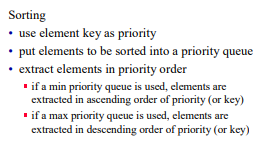 Sorting
• use element key as priority
• put elements to be sorted into a priority queue
• extract elements in priority order
▪ if a min priority queue is used, elements are
extracted in ascending order of priority (or key)
▪ if a max priority queue is used, elements are
extracted in descending order of priority (or key)